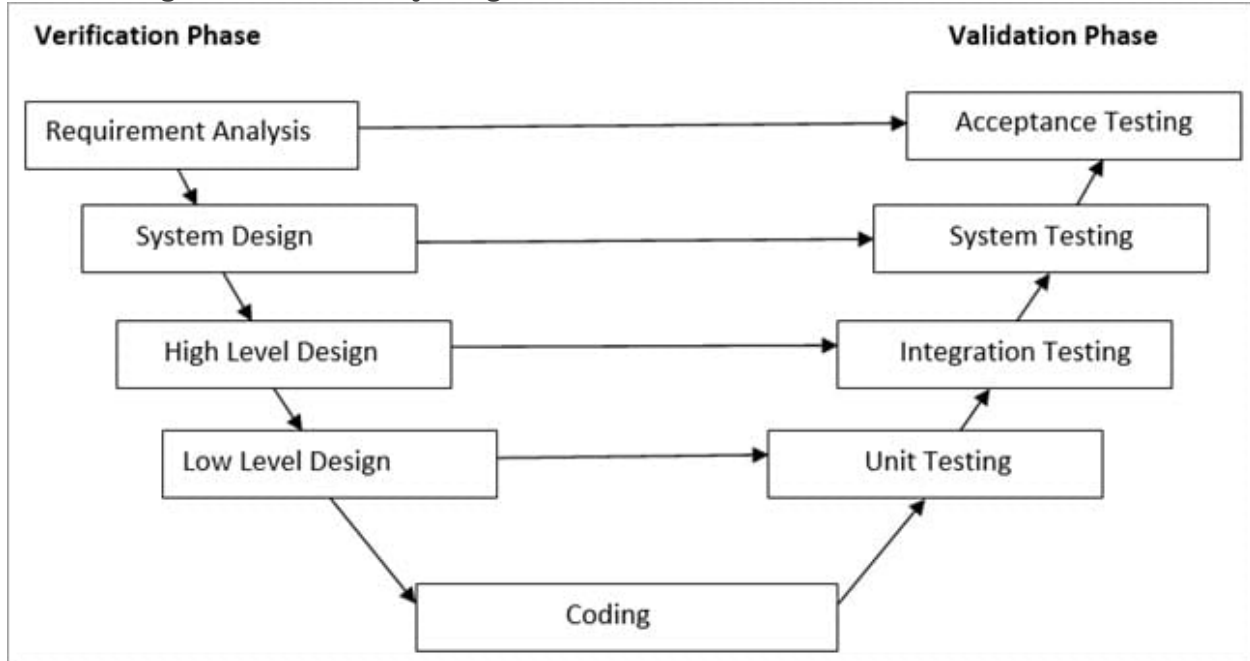 Verification Phase
Validation Phase
Requirement Analysis
Acceptance Testing
System Design
System Testing
High Level Design
Integration Testing
Low Level Design
Unit Testing
Coding